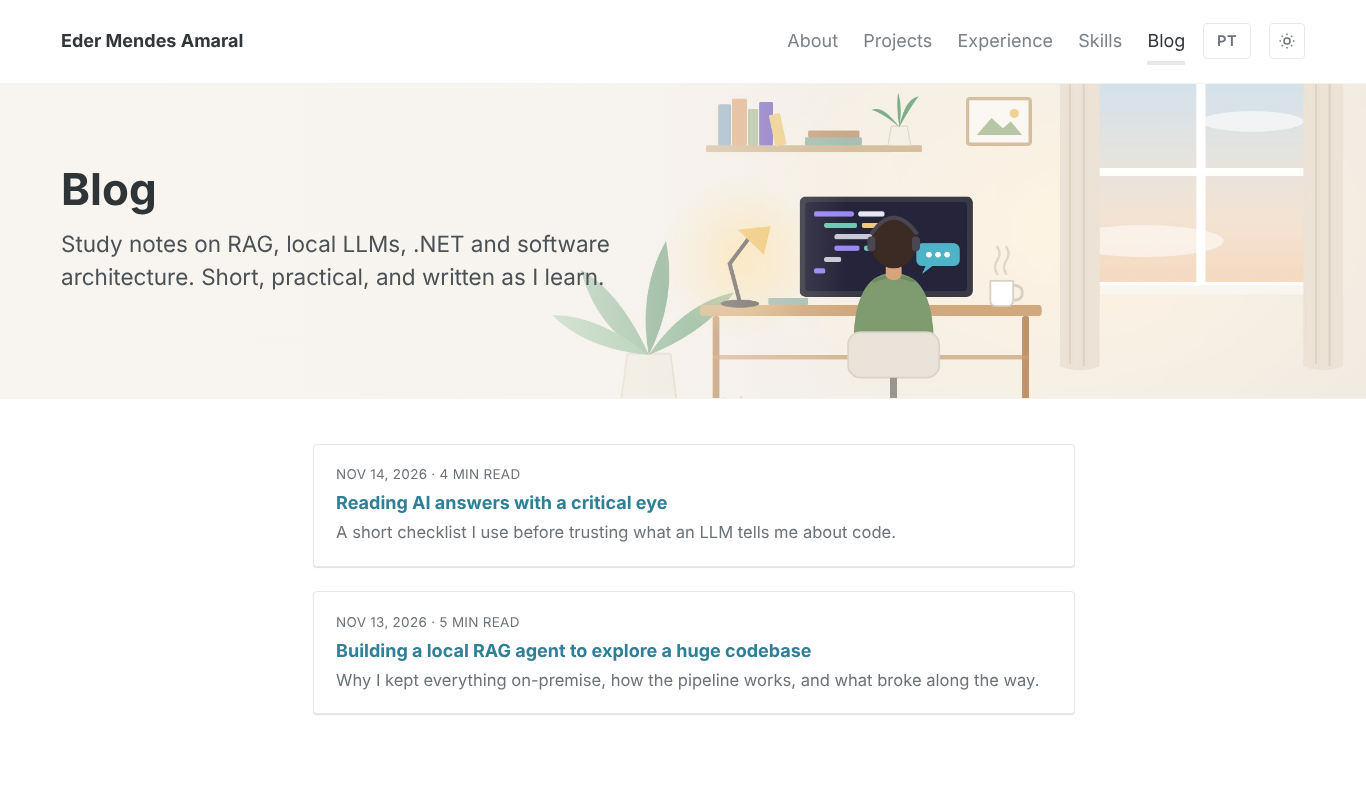 Eder Mendes Amaral
About Projects Experience Skills Blog PT
Blog
Study notes on RAG, local LLMs, .NET and software
architecture. Short, practical, and written as I learn.
NOV 14, 2026 · 4 MIN READ
Reading AI answers with a critical eye
A short checklist I use before trusting what an LLM tells me about code.
NOV 13, 2026 · 5 MIN READ
Building a local RAG agent to explore a huge codebase
Why I kept everything on-premise, how the pipeline works, and what broke along the way.